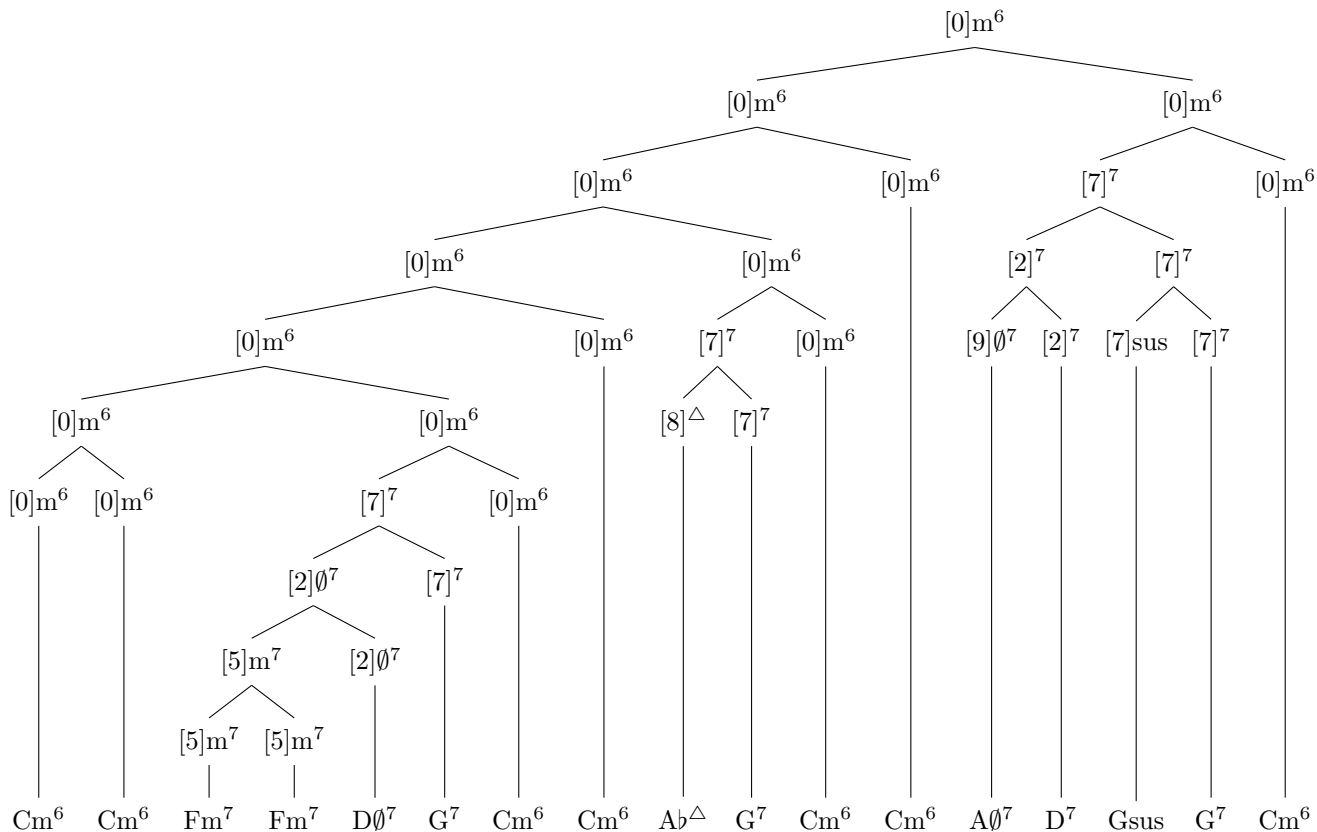 [0]m⁶
[0]m⁶ [0]m⁶
[0]m⁶ [0]m⁶ [7]⁷ [0]m⁶
[0]m⁶ [0]m⁶ [2]⁷ [7]⁷
[0]m⁶ [0]m⁶ [7]⁷ [0]m⁶ [9]∅⁷ [2]⁷ [7]sus [7]⁷
[0]m⁶ [0]m⁶ [8]△ [7]⁷
[0]m⁶ [0]m⁶ [7]⁷ [0]m⁶
[2]∅⁷ [7]⁷
[5]m⁷ [2]∅⁷
[5]m⁷ [5]m⁷
Cm⁶ Cm⁶ Fm⁷ Fm⁷ D∅⁷ G⁷ Cm⁶ Cm⁶ A♭△ G⁷ Cm⁶ Cm⁶ A∅⁷ D⁷ Gsus G⁷ Cm⁶